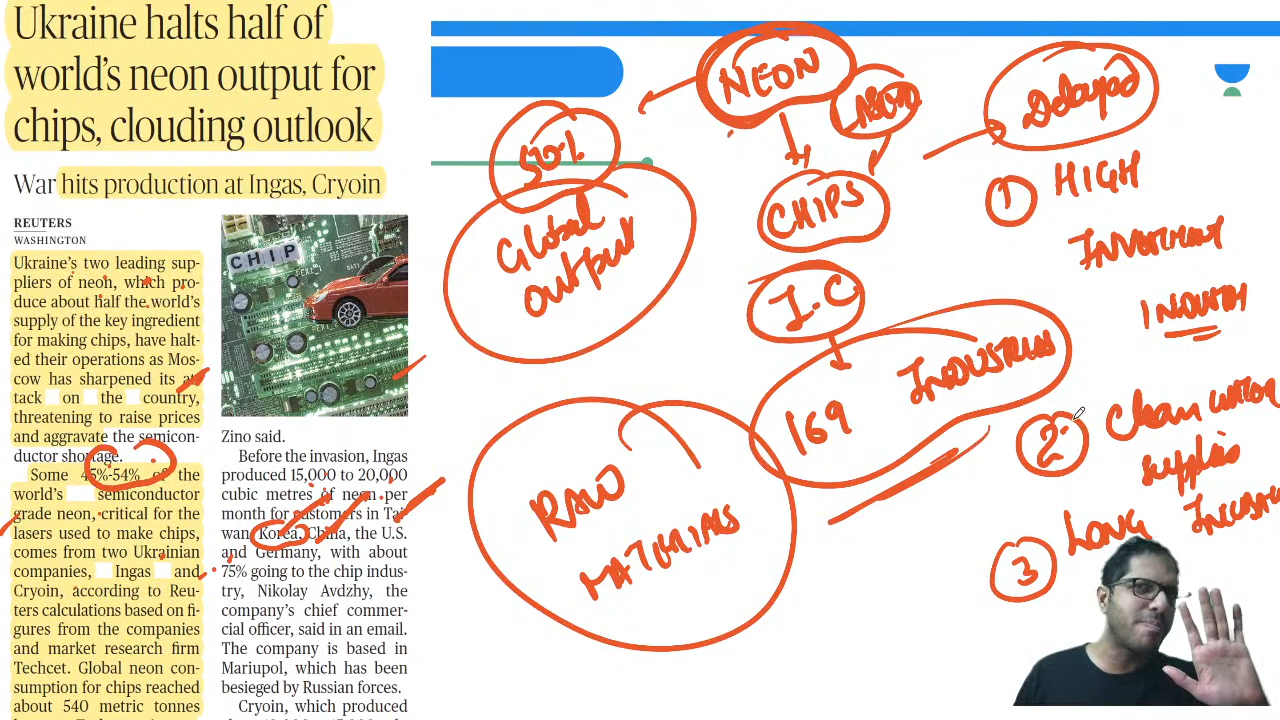 Ukraine halts half of
world's neon output for
chips, clouding outlook
War hits production at Ingas, Cryoin
REUTERS
WASHINGTON
Ukraine's two leading sup-
pliers of neon, which pro-
duce about half the world's
supply of the key ingredient
for making chips, have halt-
ed their operations as Mos-
cow has sharpened its at-
tack on the country,
threatening to raise prices
and aggravate the semicon-
ductor shortage.
Some 45%-54% of the
world's semiconductor
grade neon, critical for the
lasers used to make chips,
comes from two Ukrainian
companies, Ingas and
Cryoin, according to Reu-
ters calculations based on fi-
gures from the companies
and market research firm
Techcet. Global neon con-
sumption for chips reached
about 540 metric tonnes
CHIP
Zino said.
Before the invasion, Ingas
produced 15,000 to 20,000
cubic metres of neon per
month for customers in Tai-
wan, Korea, China, the U.S.
and Germany, with about
75% going to the chip indus-
try, Nikolay Avdzhy, the
company's chief commer-
cial officer, said in an email.
The company is based in
Mariupol, which has been
besieged by Russian forces.
Cryoin, which produced
NEON
50%
Global
output
CHIPS
I.C.
169 INDUSTRIES
RAW
MATERIALS
1 HIGH
INVESTMENT
2. Clean water
supplies
3 LONG